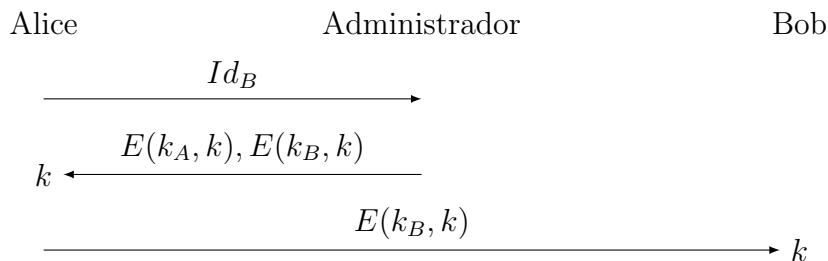 Alice Administrador Bob
Id_B
E(k_A, k), E(k_B, k)
k
E(k_B, k)
k